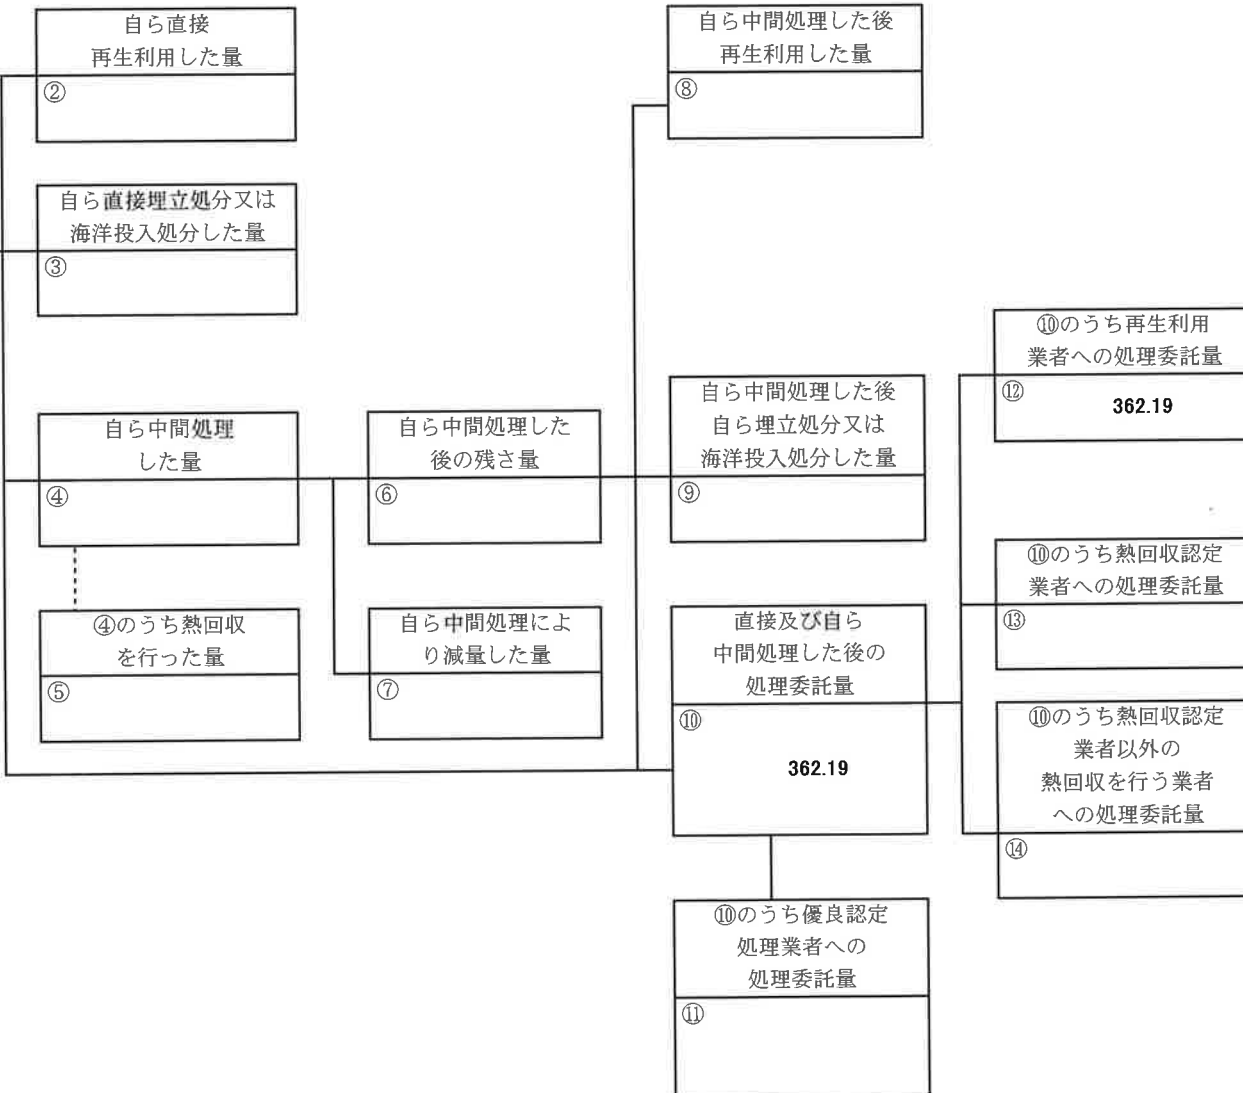 自ら直接
再生利用した量
②
自ら直接埋立処分又は
海洋投入処分した量
③
自ら中間処理
した量
④
④のうち熱回収
を行った量
⑤
自ら中間処理した
後の残さ量
⑥
自ら中間処理によ
り減量した量
⑦
自ら中間処理した後
再生利用した量
⑧
自ら中間処理した後
自ら埋立処分又は
海洋投入処分した量
⑨
直接及び自ら
中間処理した後の
処理委託量
⑩
362.19
⑩のうち優良認定
処理業者への
処理委託量
⑪
⑩のうち再生利用
業者への処理委託量
⑫
362.19
⑩のうち熱回収認定
業者への処理委託量
⑬
⑩のうち熱回収認定
業者以外の
熱回収を行う業者
への処理委託量
⑭